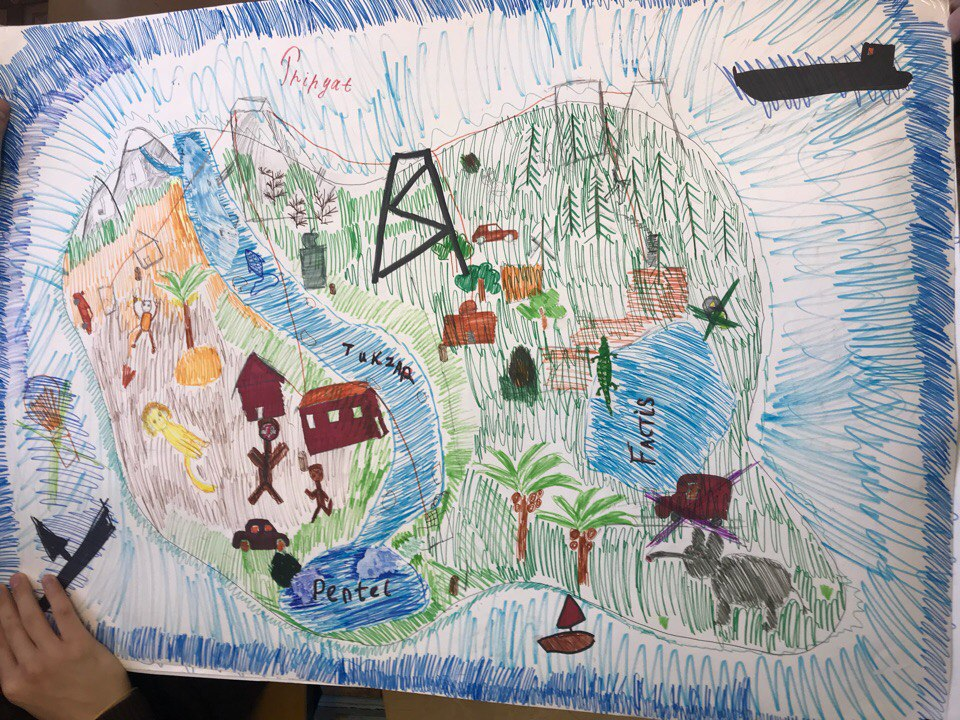 Pripyat
TUKZAR
Factis
Pentel